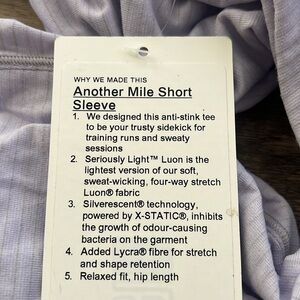 WHY WE MADE THIS
Another Mile Short
Sleeve
1. We designed this anti-stink tee
to be your trusty sidekick for
training runs and sweaty
sessions
2. Seriously Light™ Luon is the
lightest version of our soft,
sweat-wicking, four-way stretch
Luon® fabric
3. Silverescent® technology,
powered by X-STATIC®, inhibits
the growth of odour-causing
bacteria on the garment
4. Added Lycra® fibre for stretch
and shape retention
5. Relaxed fit, hip length